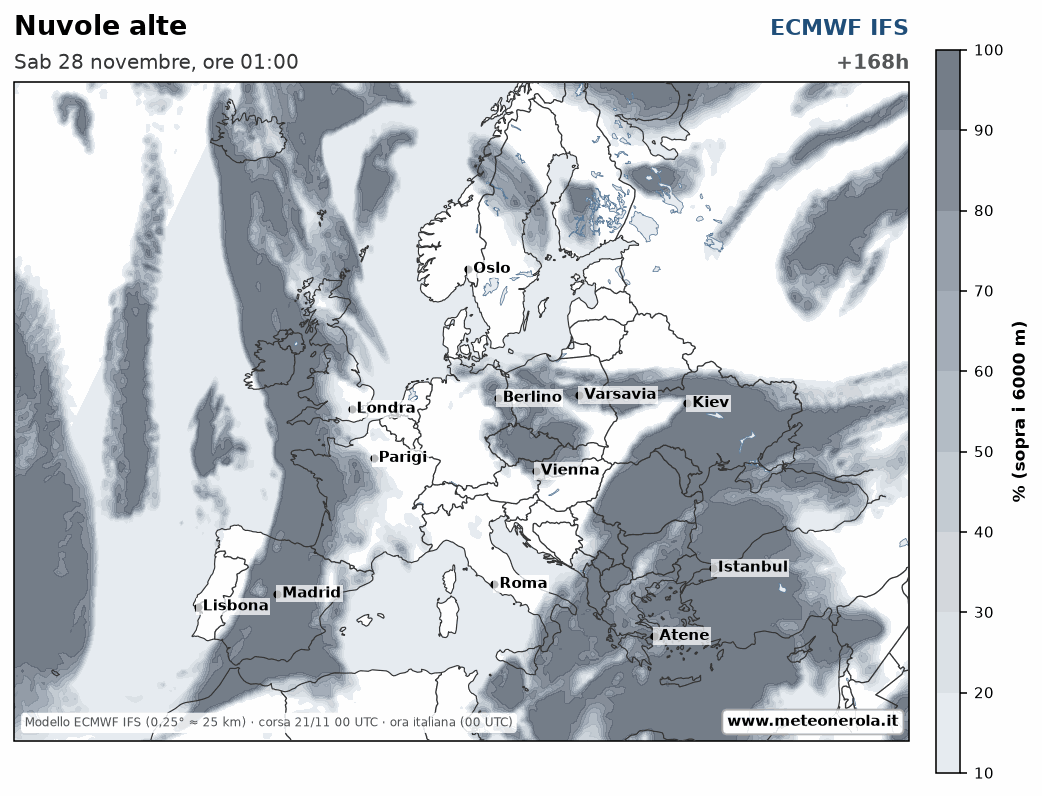 Nuvole alte
ECMWF IFS
Sab 28 novembre, ore 01:00
+168h
Oslo
Londra
Berlino
Varsavia
Kiev
Parigi
Vienna
Istanbul
Roma
Madrid
Lisbona
Atene
Modello ECMWF IFS (0,25° ≈ 25 km) · corsa 21/11 00 UTC · ora italiana (00 UTC)
www.meteonerola.it
100
90
80
70
60
50
40
30
20
10
% (sopra i 6000 m)